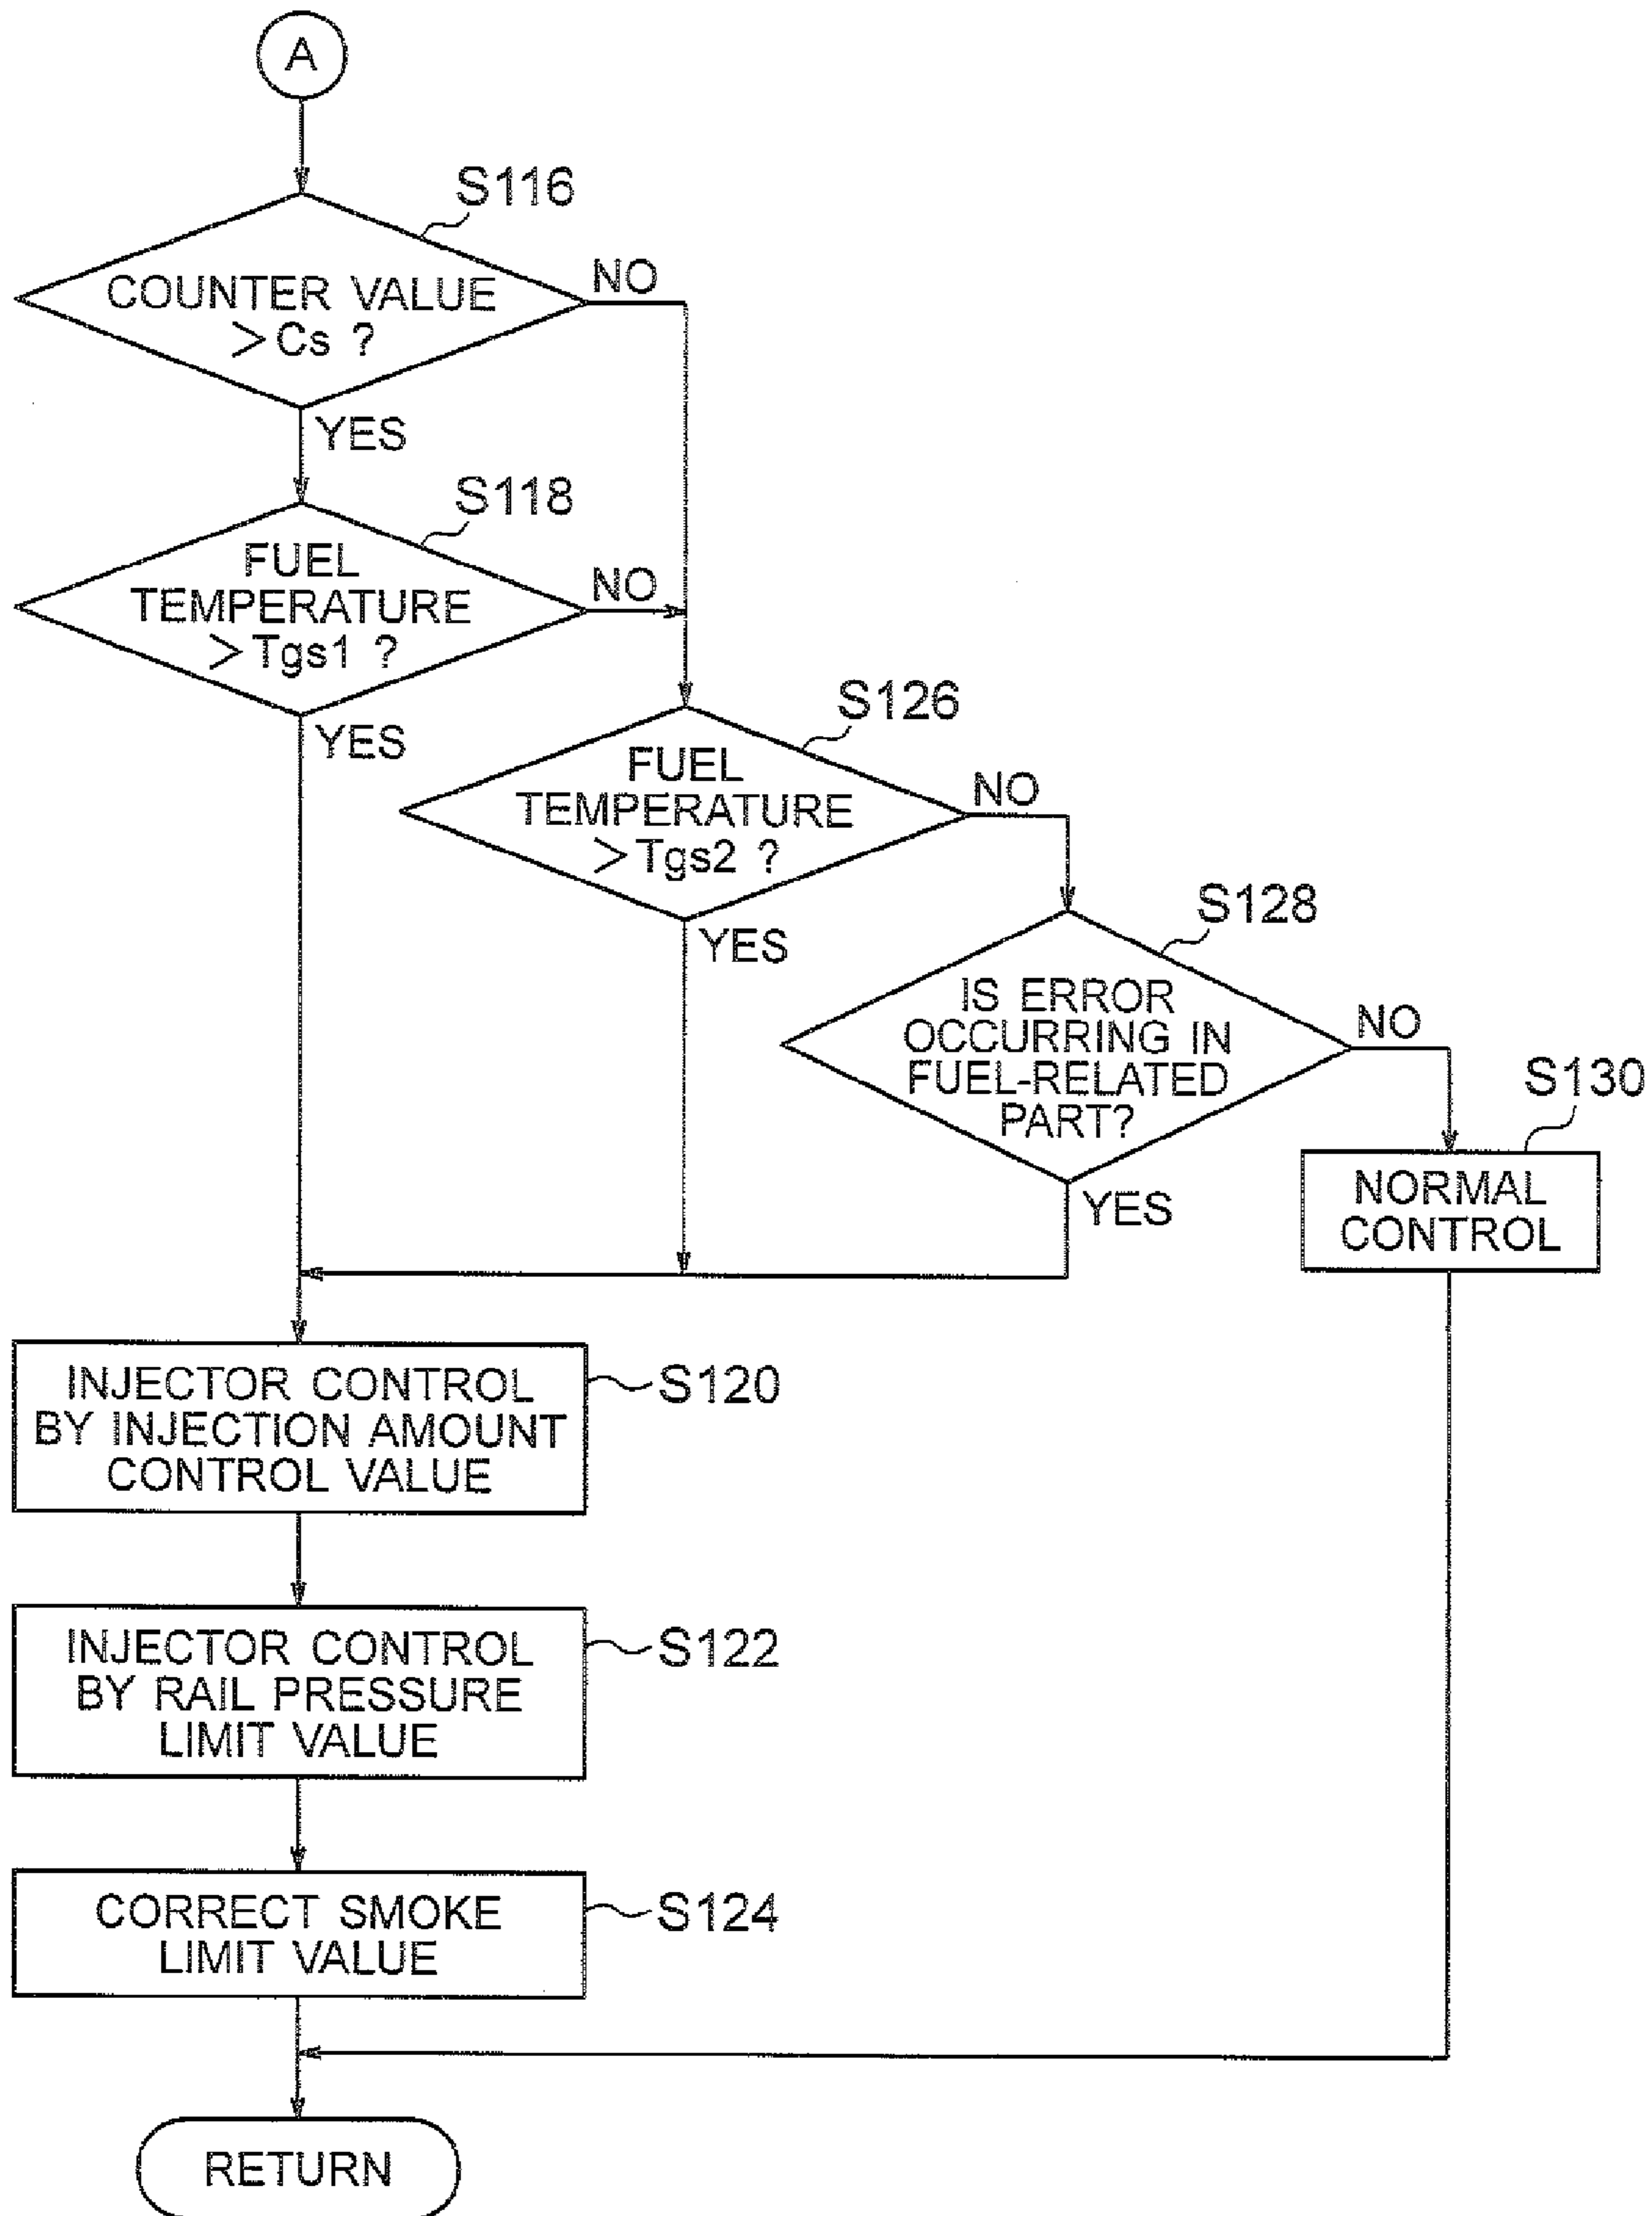 A
S116
COUNTER VALUE
> Cs ?
NO
YES
S118
FUEL
TEMPERATURE
> Tgs1 ?
NO
YES
S126
FUEL
TEMPERATURE
> Tgs2 ?
NO
YES
S128
IS ERROR
OCCURRING IN
FUEL-RELATED
PART?
NO
YES
S130
NORMAL
CONTROL
INJECTOR CONTROL
BY INJECTION AMOUNT
CONTROL VALUE
S120
INJECTOR CONTROL
BY RAIL PRESSURE
LIMIT VALUE
S122
CORRECT SMOKE
LIMIT VALUE
S124
RETURN